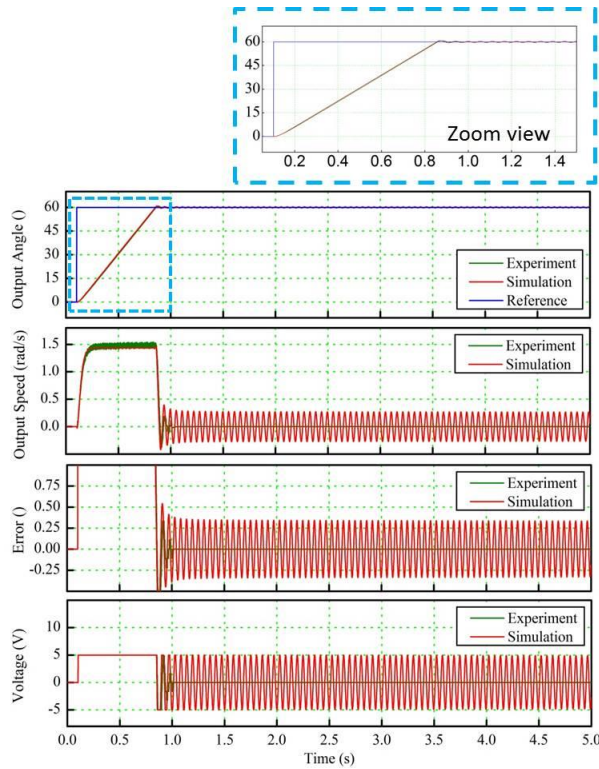 60
45
30
15
0
Zoom view
0.2 0.4 0.6 0.8 1.0 1.2 1.4
Output Angle ()
60
45
30
15
0
Experiment
Simulation
Reference
Output Speed (rad/s)
1.5
1.0
0.5
0.0
Experiment
Simulation
Error ()
0.75
0.50
0.25
0.00
-0.25
Experiment
Simulation
Voltage (V)
10
5
0
-5
Experiment
Simulation
0.0 0.5 1.0 1.5 2.0 2.5 3.0 3.5 4.0 4.5 5.0
Time (s)